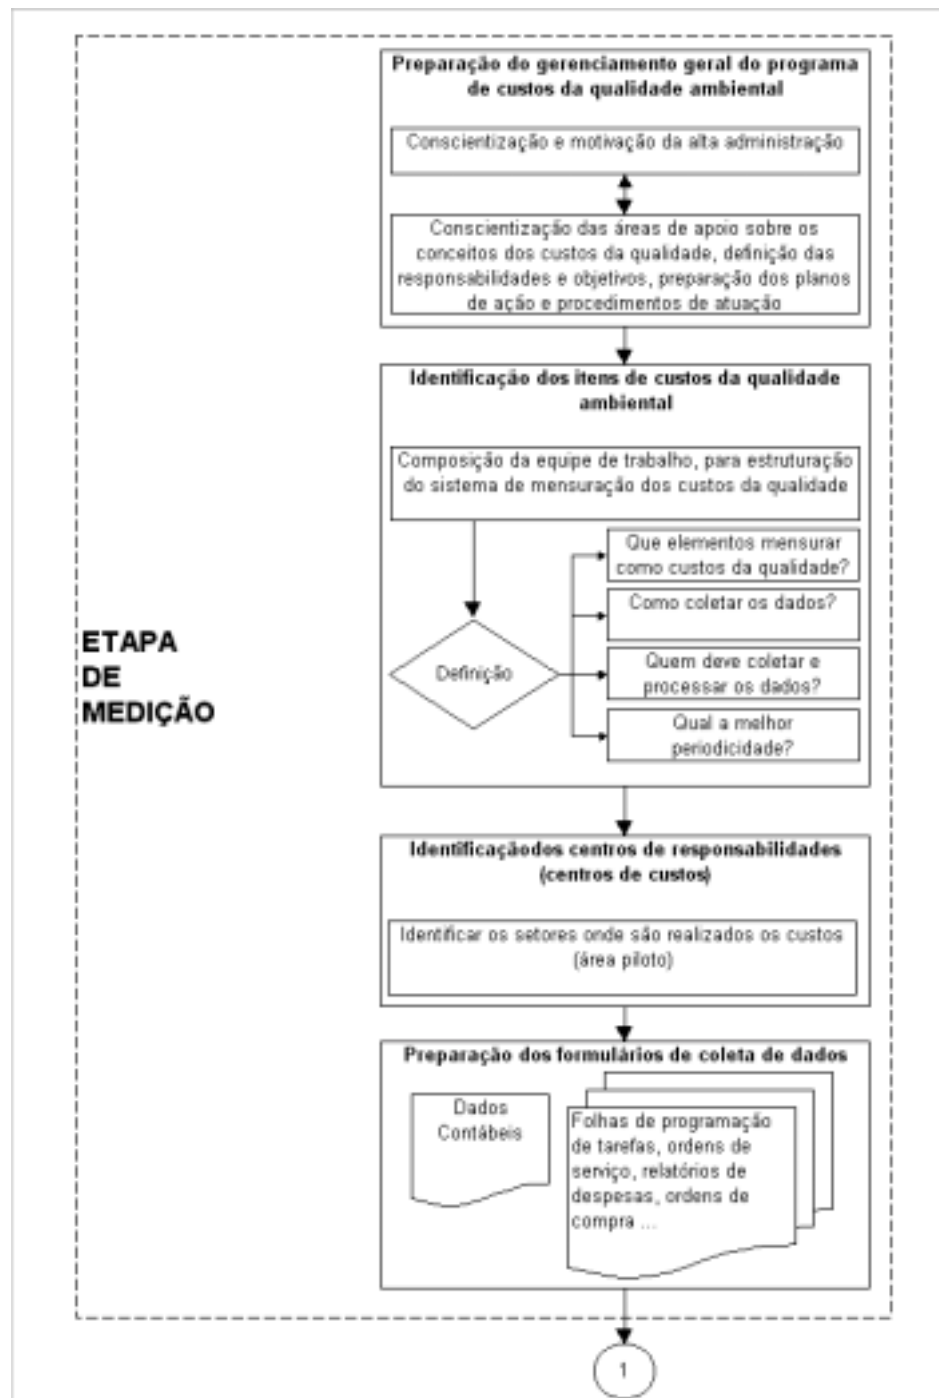 Preparação do gerenciamento geral do programa
de custos da qualidade ambiental
Conscientização e motivação da alta administração
Conscientização das áreas de apoio sobre os
conceitos dos custos da qualidade, definição das
responsabilidades e objetivos, preparação dos planos
de ação e procedimentos de atuação
Identificação dos itens de custos da qualidade
ambiental
Composição da equipe de trabalho, para estruturação
do sistema de mensuração dos custos da qualidade
Que elementos mensurar
como custos da qualidade?
Como coletar os dados?
Definição
Quem deve coletar e
processar os dados?
Qual a melhor
periodicidade?
ETAPA
DE
MEDIÇÃO
Identificaçãodos centros de responsabilidades
(centros de custos)
Identificar os setores onde são realizados os custos
(área piloto)
Preparação dos formulários de coleta de dados
Dados
Contábeis
Folhas de programação
de tarefas, ordens de
serviço, relatórios de
despesas, ordens de
compra ...
1